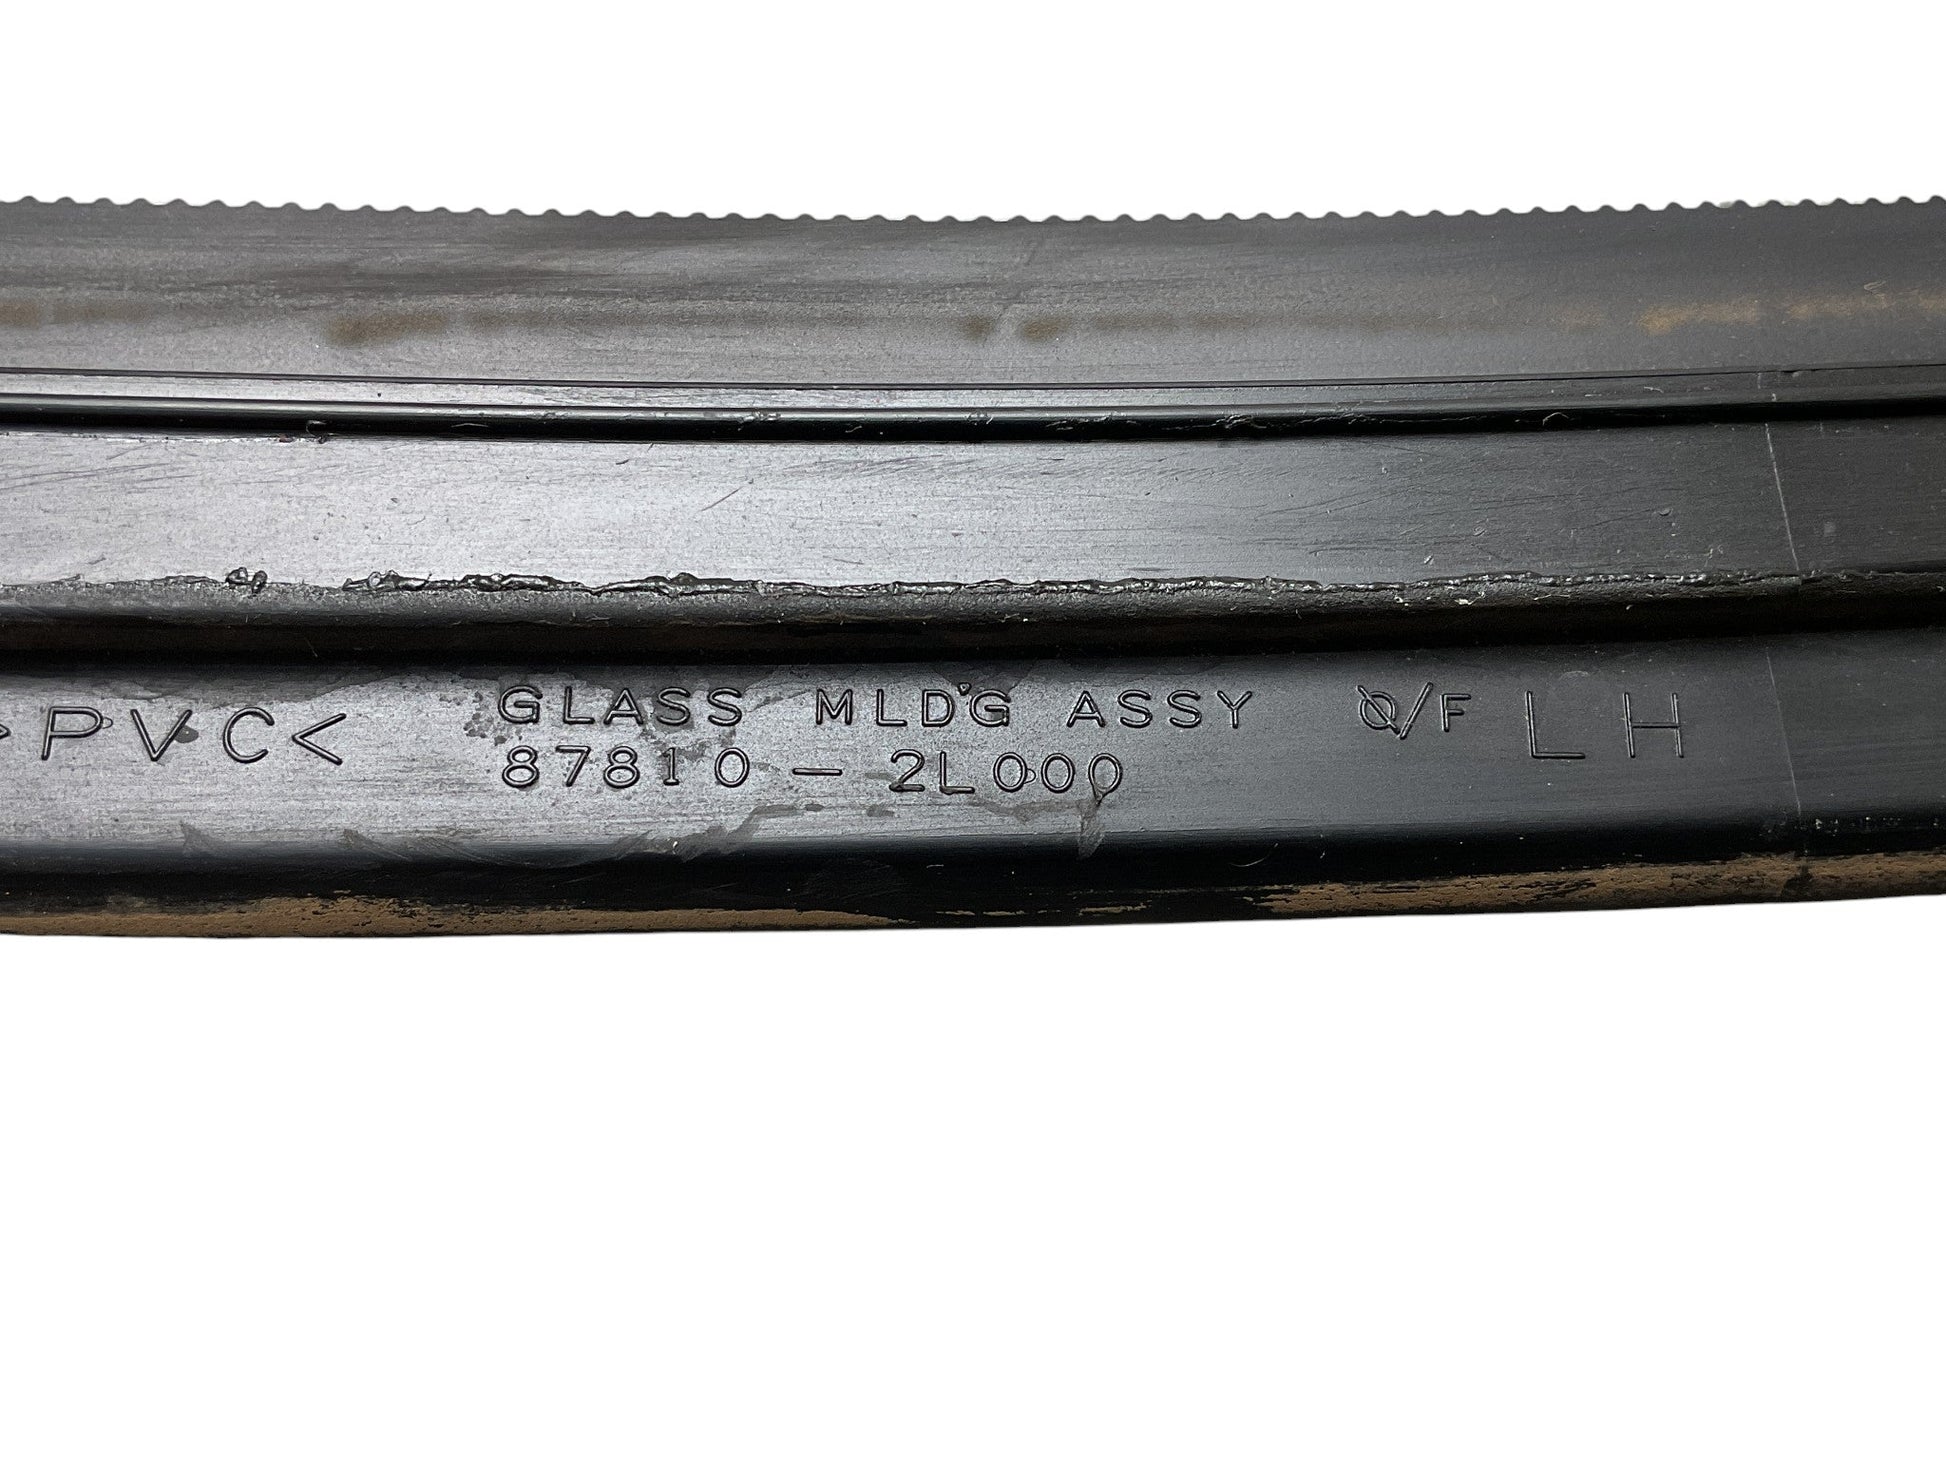 >PVC<
GLASS MLD'G ASSY Q/F LH
87810-2L000